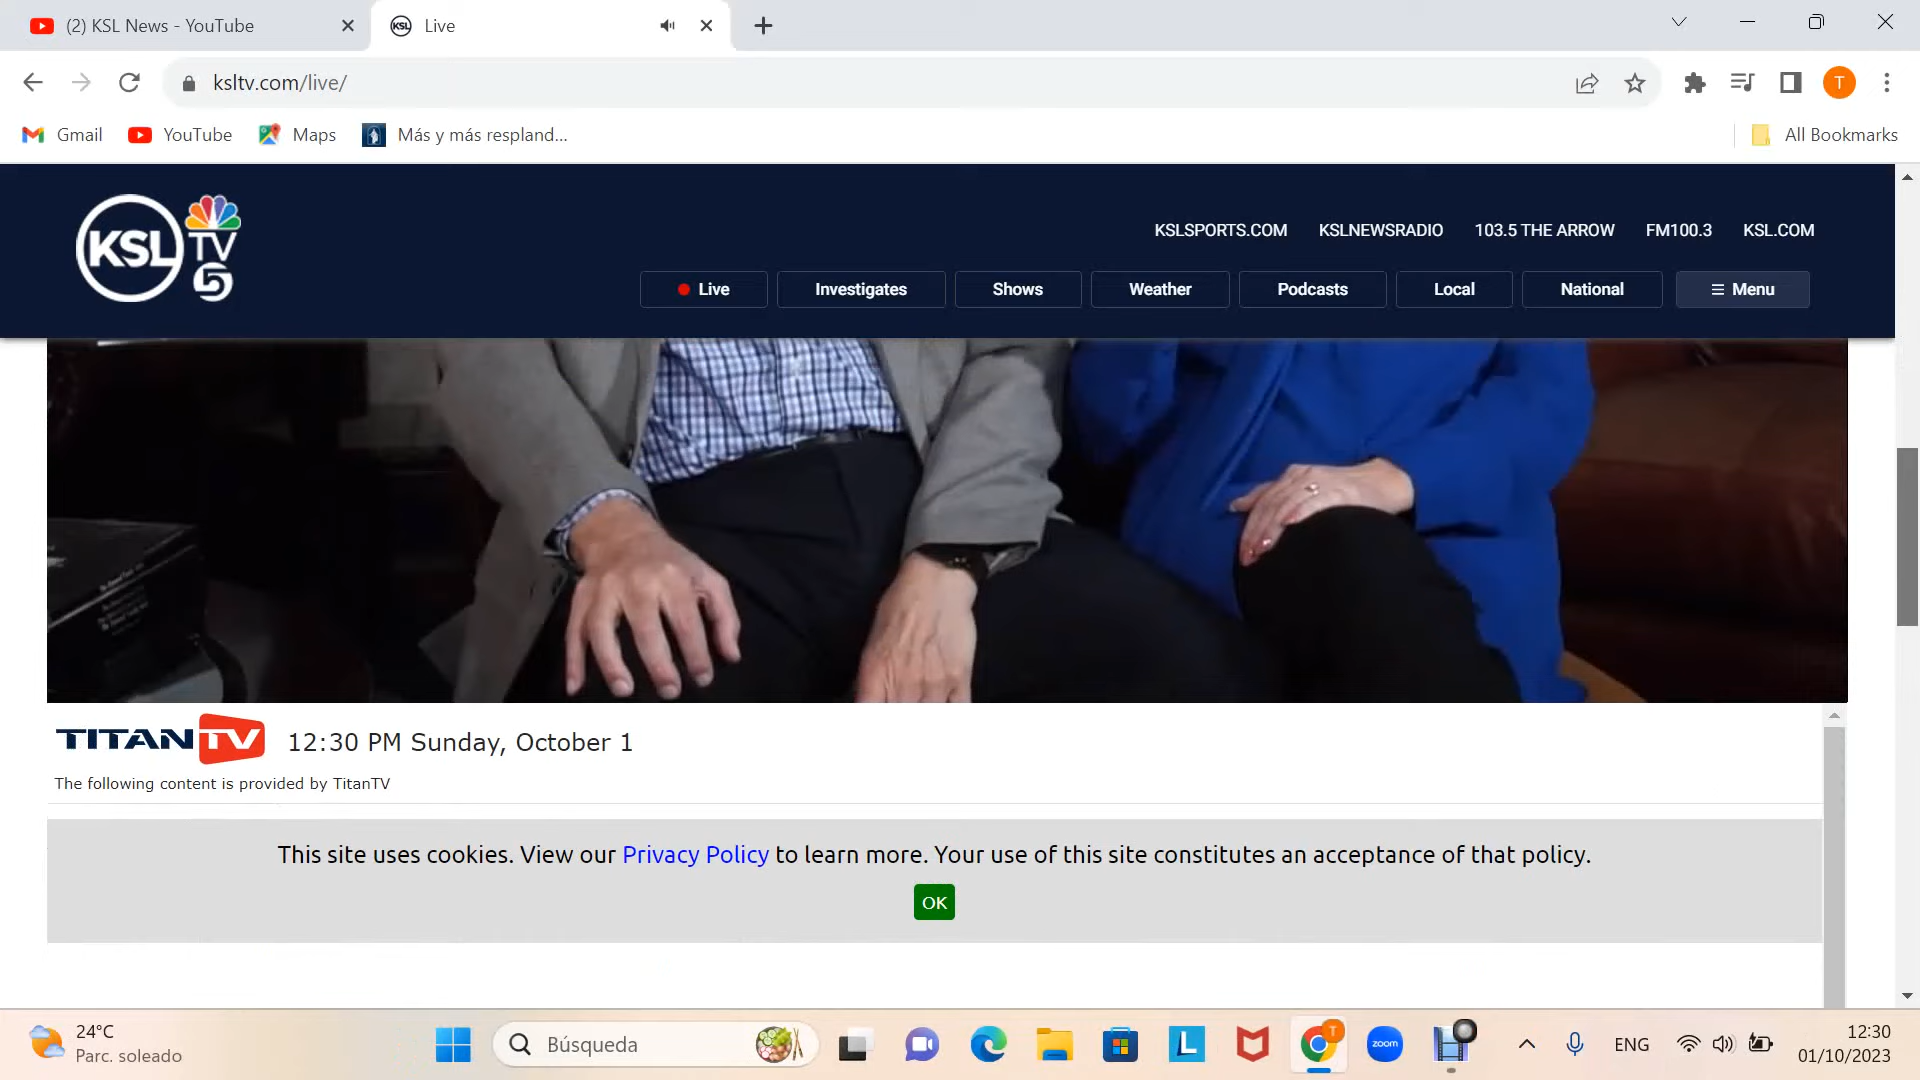 (2) KSL News - YouTube
KSL
Live
ksltv.com/live/
T
Gmail
YouTube
Maps
Más y más respland...
All Bookmarks
KSL TV 5
KSLSPORTS.COM
KSLNEWSRADIO
103.5 THE ARROW
FM100.3
KSL.COM
Live
Investigates
Shows
Weather
Podcasts
Local
National
Menu
TITANTV
12:30 PM Sunday, October 1
The following content is provided by TitanTV
This site uses cookies. View our Privacy Policy to learn more. Your use of this site constitutes an acceptance of that policy.
OK
24°C
Parc. soleado
Búsqueda
L
T
zoom
ENG
12:30
01/10/2023